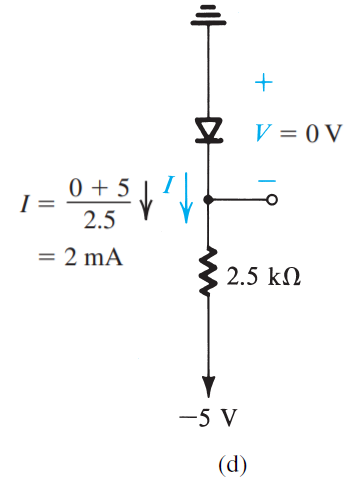 +
V = 0 V
I = (0 + 5)/2.5 I
−
= 2 mA
2.5 kΩ
−5 V
(d)